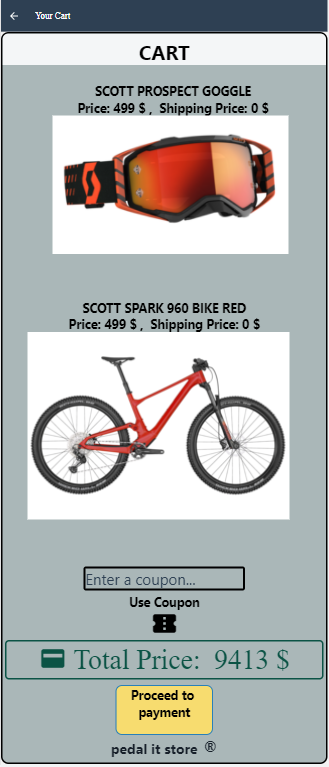 Your Cart
CART
SCOTT PROSPECT GOGGLE
Price: 499 $ , Shipping Price: 0 $
SCOTT SPARK 960 BIKE RED
Price: 499 $ , Shipping Price: 0 $
Enter a coupon...
Use Coupon
Total Price: 9413 $
Proceed to
payment
pedal it store ®